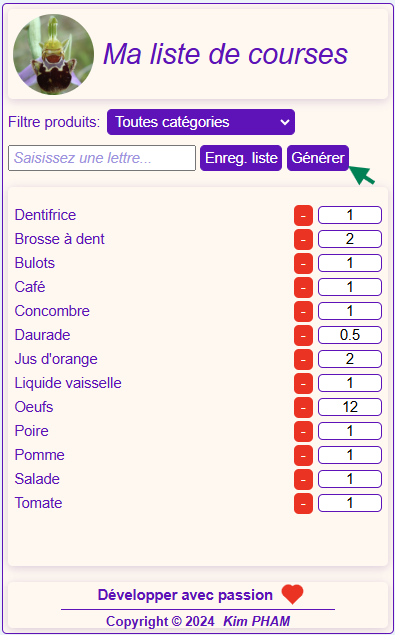 Ma liste de courses
Filtre produits: Toutes catégories
Saisissez une lettre... Enreg. liste Générer
Dentifrice - 1
Brosse à dent - 2
Bulots - 1
Café - 1
Concombre - 1
Daurade - 0.5
Jus d'orange - 2
Liquide vaisselle - 1
Oeufs - 12
Poire - 1
Pomme - 1
Salade - 1
Tomate - 1
Développer avec passion
Copyright © 2024 Kim PHAM